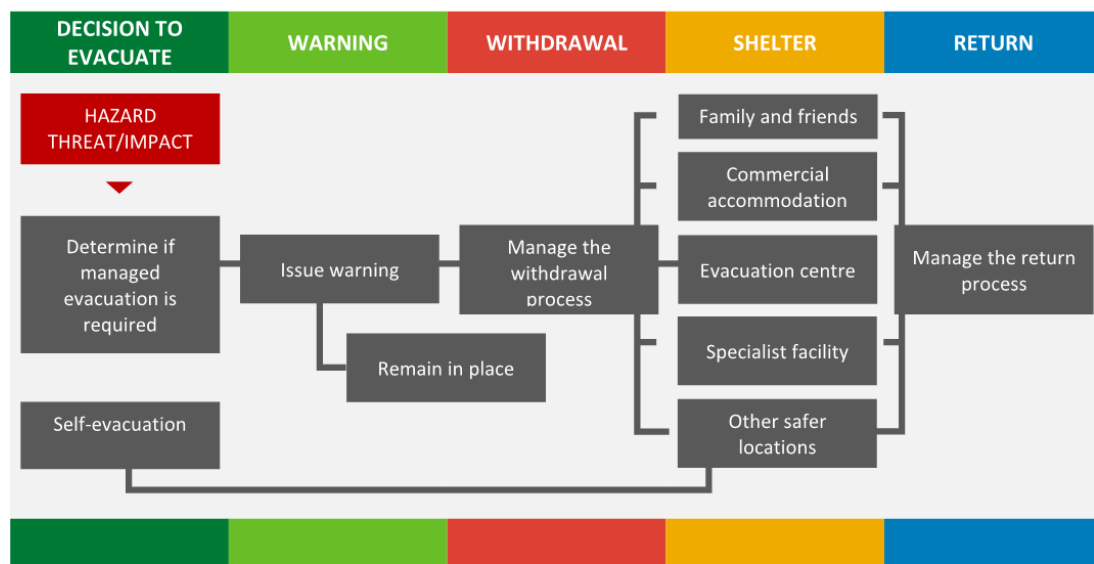 DECISION TO
EVACUATE
WARNING
WITHDRAWAL
SHELTER
RETURN
HAZARD
THREAT/IMPACT
Determine if
managed
evacuation is
required
Self-evacuation
Issue warning
Remain in place
Manage the
withdrawal
process
Family and friends
Commercial
accommodation
Evacuation centre
Specialist facility
Other safer
locations
Manage the return
process